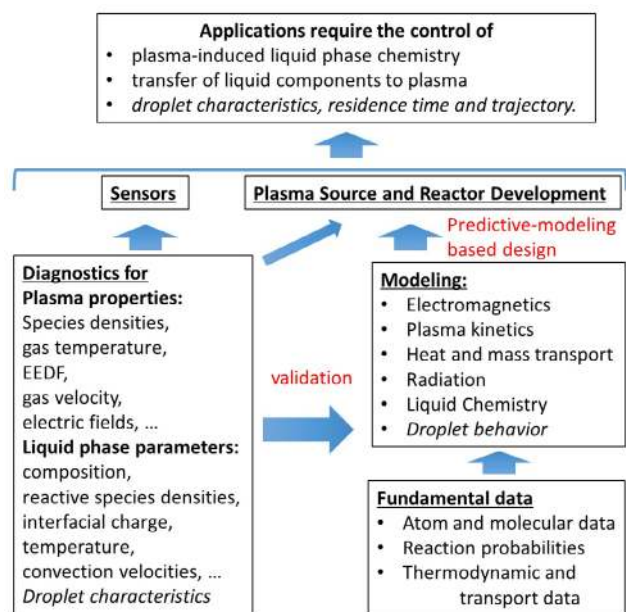 Applications require the control of
• plasma-induced liquid phase chemistry
• transfer of liquid components to plasma
• droplet characteristics, residence time and trajectory.
Sensors
Plasma Source and Reactor Development
Predictive-modeling
based design
Diagnostics for
Plasma properties:
Species densities,
gas temperature,
EEDF,
gas velocity,
electric fields, ...
Liquid phase parameters:
composition,
reactive species densities,
interfacial charge,
temperature,
convection velocities, ...
Droplet characteristics
validation
Modeling:
• Electromagnetics
• Plasma kinetics
• Heat and mass transport
• Radiation
• Liquid Chemistry
• Droplet behavior
Fundamental data
• Atom and molecular data
• Reaction probabilities
• Thermodynamic and
transport data